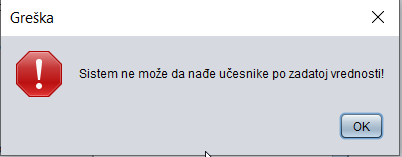 Greška
Sistem ne može da nađe učesnike po zadatoj vrednosti!
OK